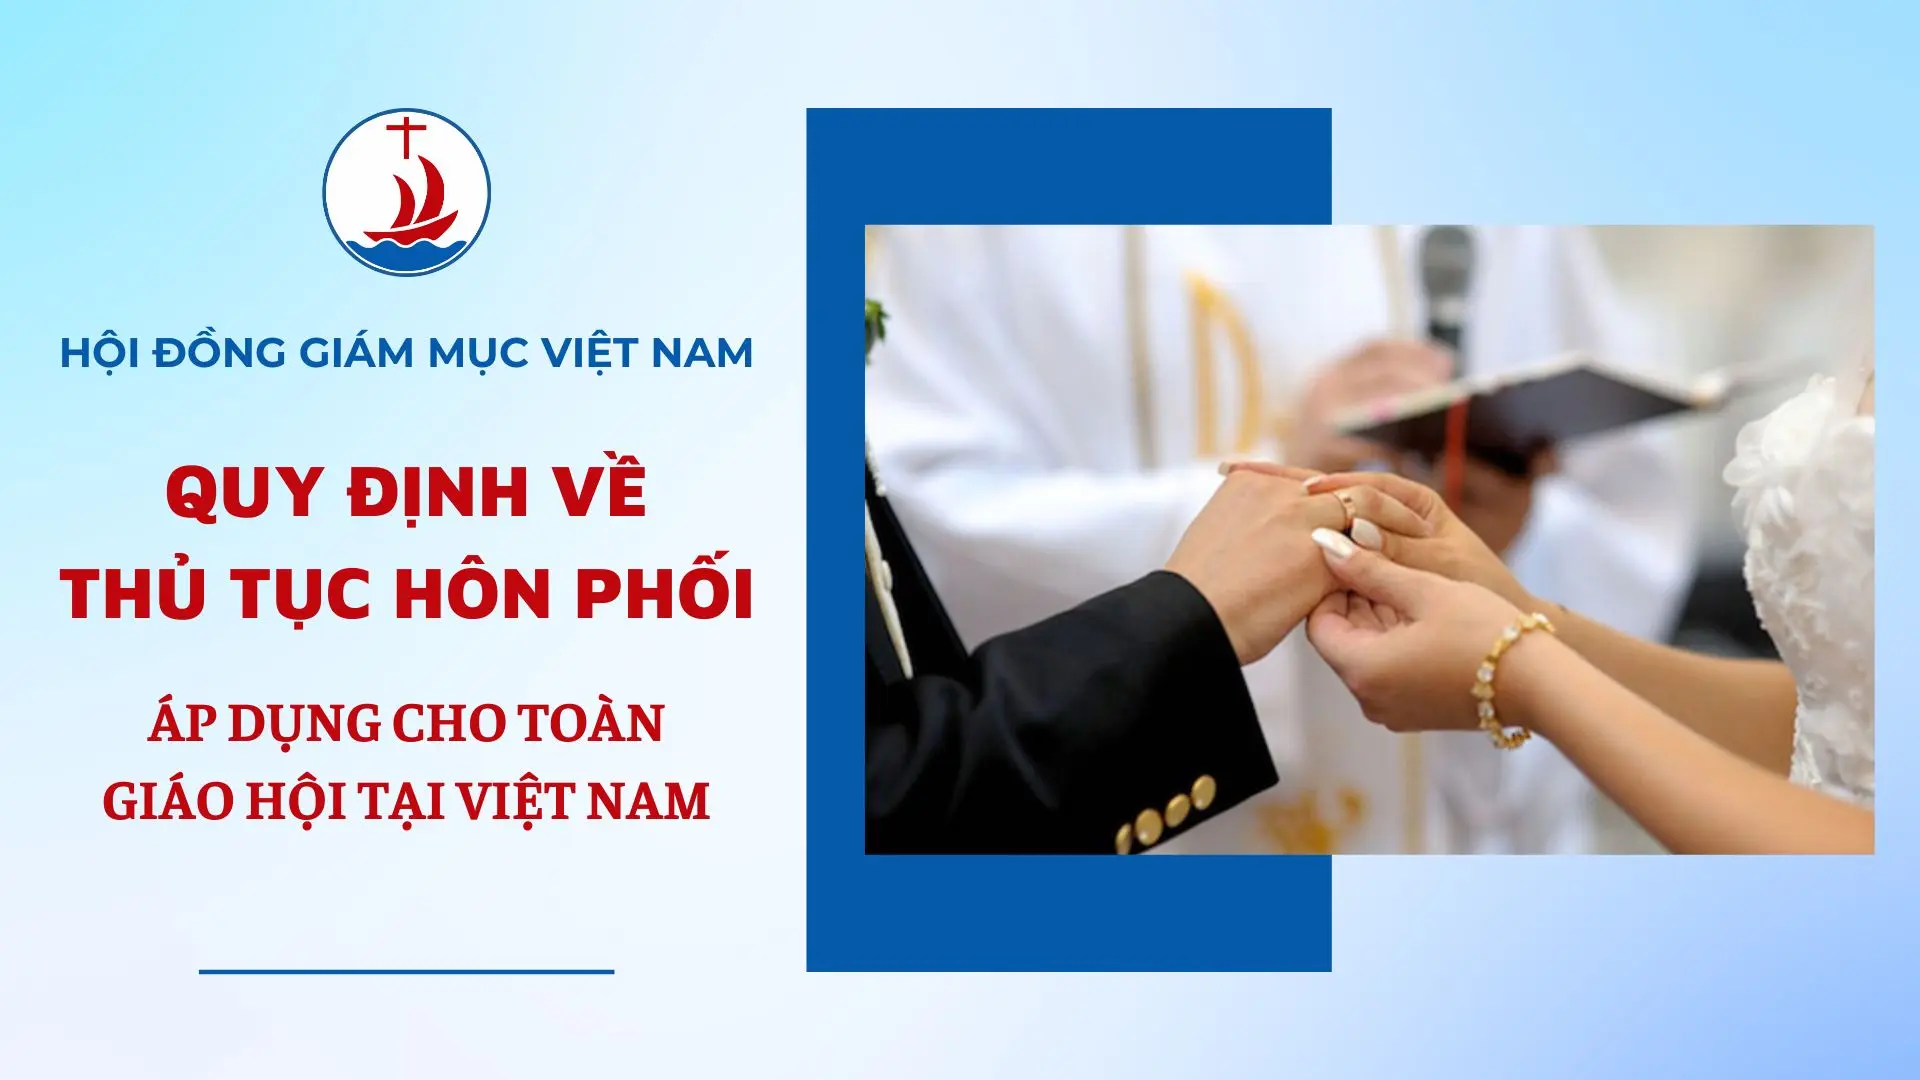 HỘI ĐỒNG GIÁM MỤC VIỆT NAM
QUY ĐỊNH VỀ
THỦ TỤC HÔN PHỐI
ÁP DỤNG CHO TOÀN
GIÁO HỘI TẠI VIỆT NAM